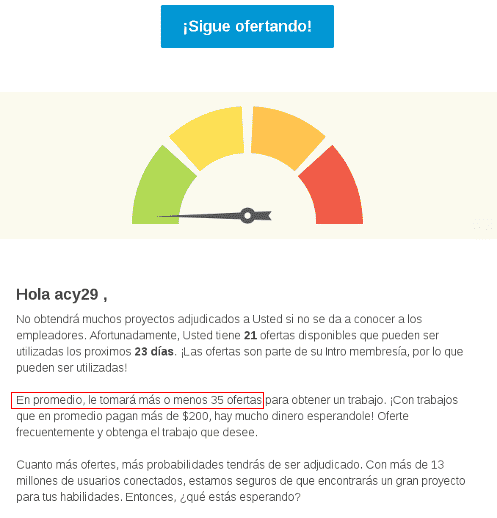 ¡Sigue ofertando!
Hola acy29 ,
No obtendrá muchos proyectos adjudicados a Usted si no se da a conocer a los
empleadores. Afortunadamente, Usted tiene 21 ofertas disponibles que pueden ser
utilizadas los proximos 23 días. ¡Las ofertas son parte de su Intro membresía, por lo que
pueden ser utilizadas!
En promedio, le tomará más o menos 35 ofertas para obtener un trabajo. ¡Con trabajos
que en promedio pagan más de $200, hay mucho dinero esperandole! Oferte
frecuentemente y obtenga el trabajo que desee.
Cuanto más ofertes, más probabilidades tendrás de ser adjudicado. Con más de 13
millones de usuarios conectados, estamos seguros de que encontrarás un gran proyecto
para tus habilidades. Entonces, ¿qué estás esperando?